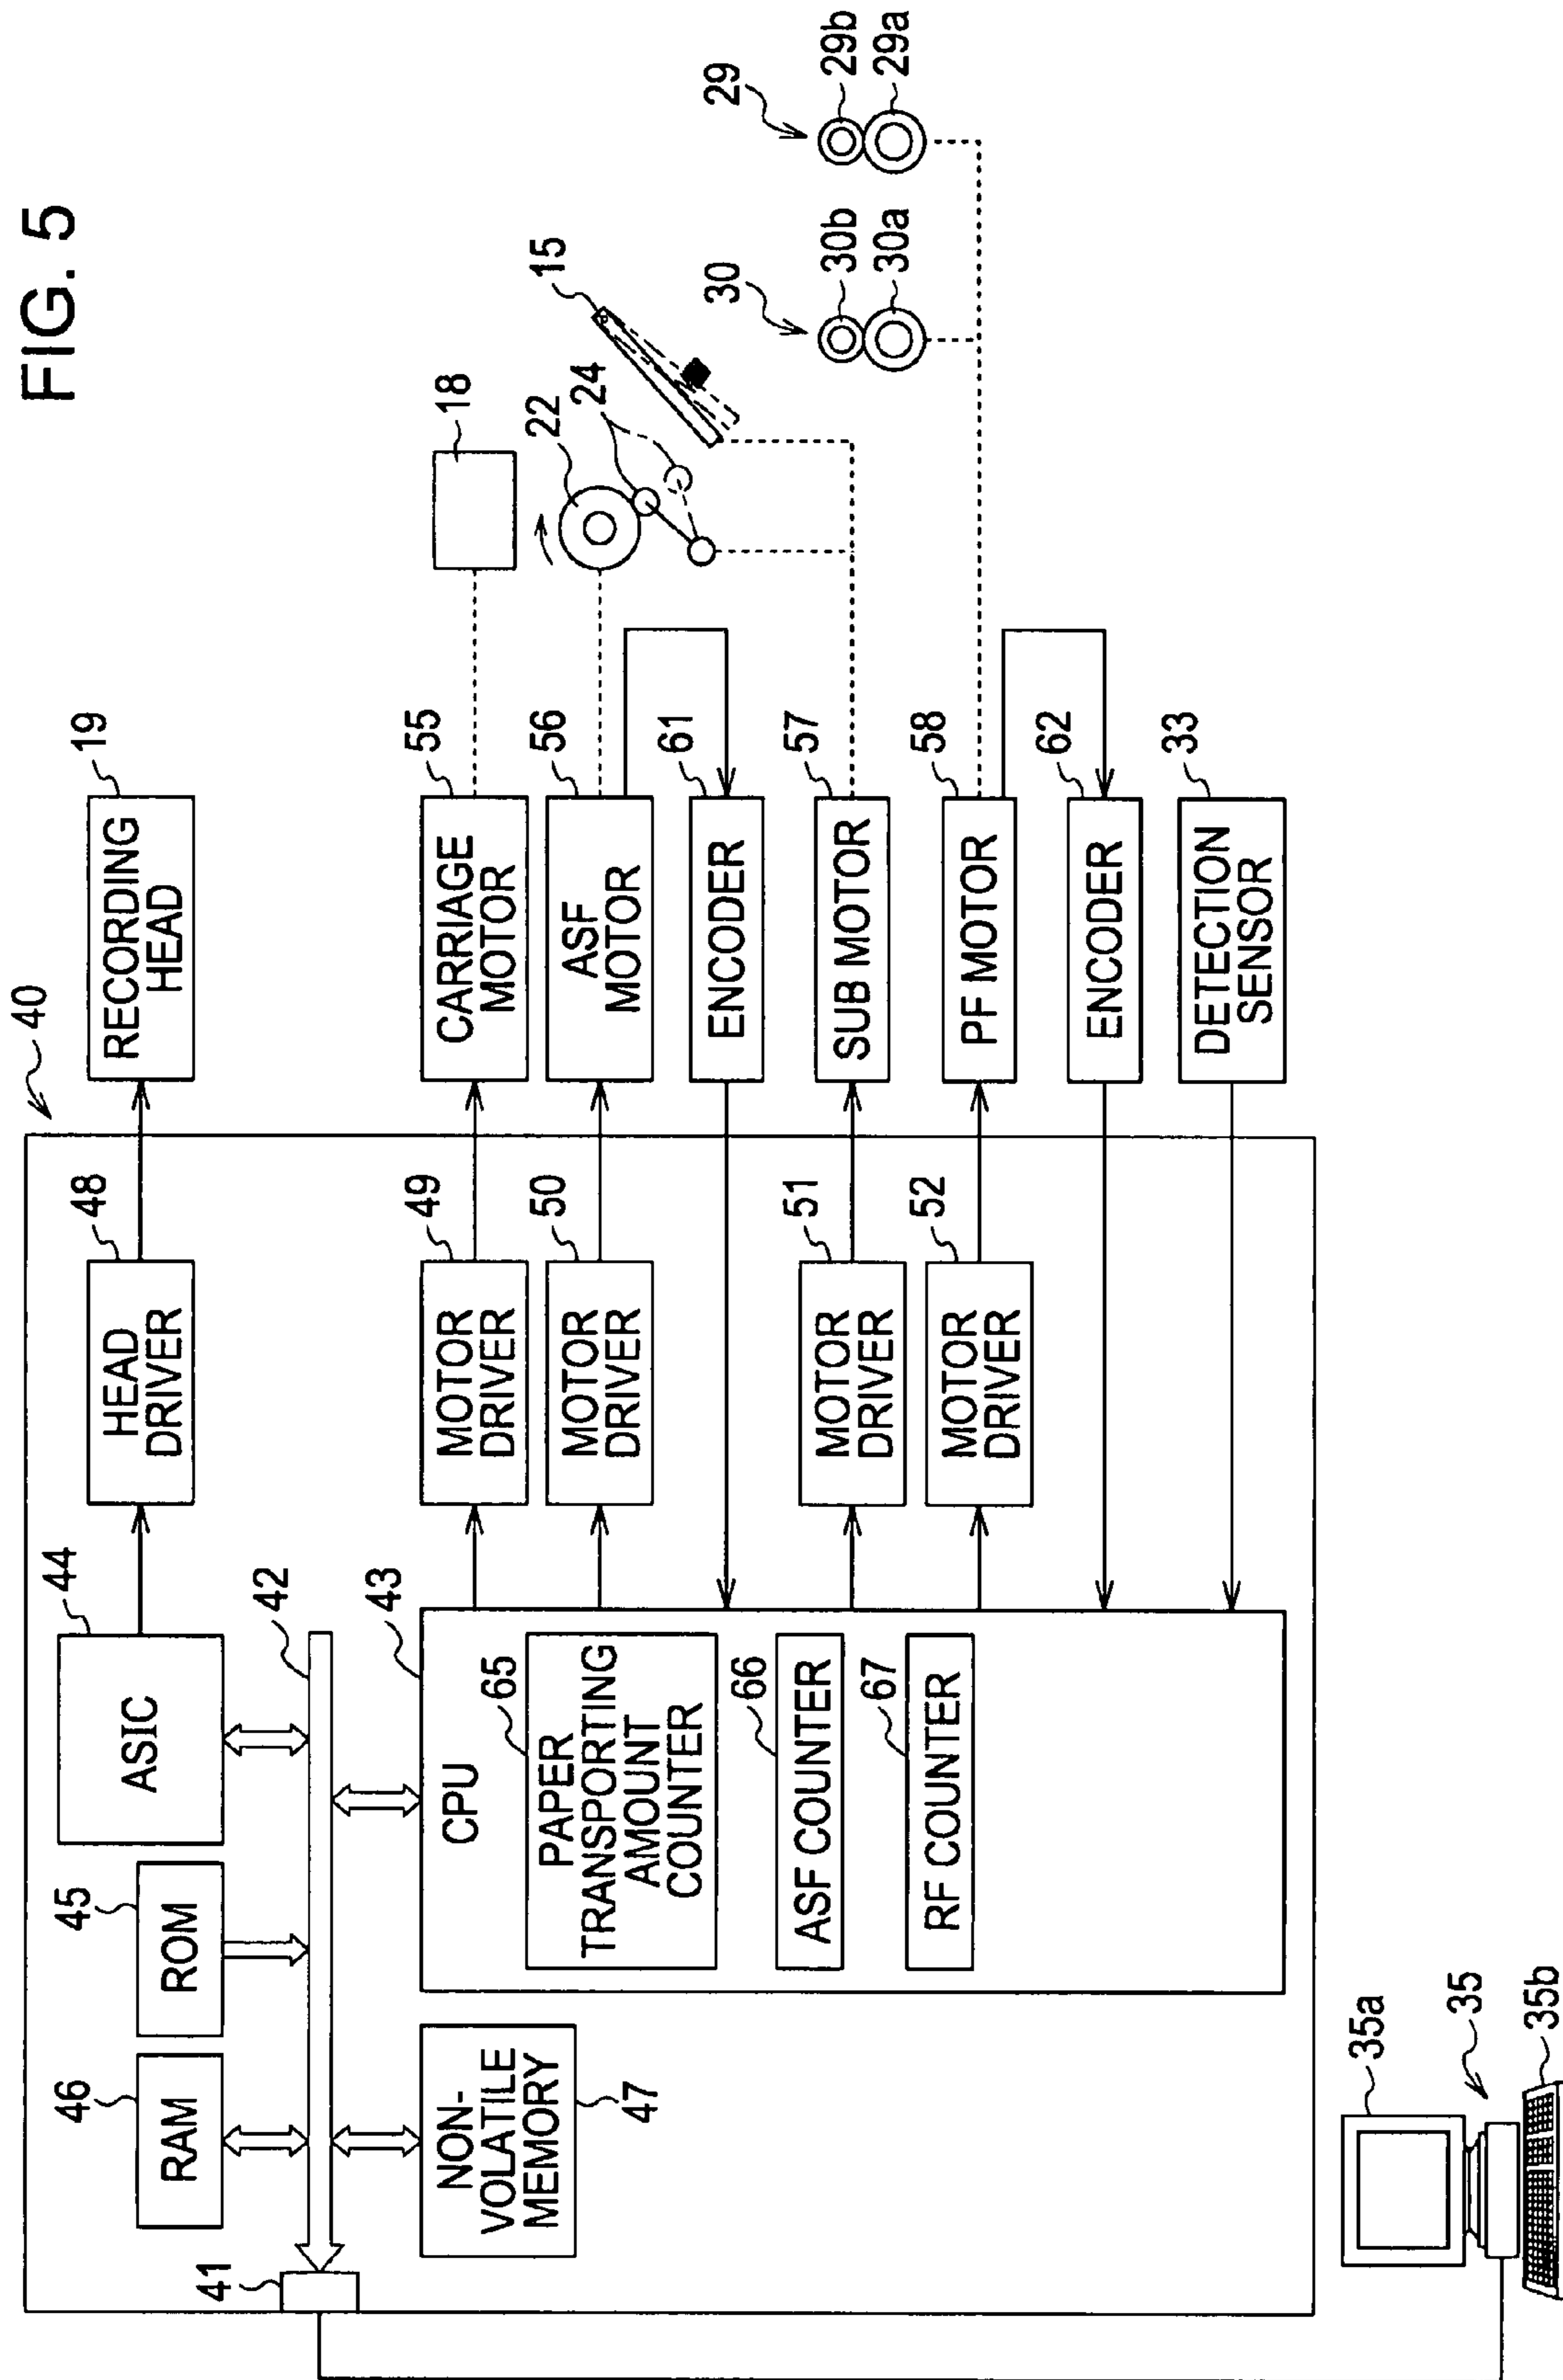 FIG. 5
40
RECORDING
HEAD
19
HEAD
DRIVER
48
ASIC
44
ROM
45
RAM
46
41
42
NON-
VOLATILE
MEMORY
47
CPU
43
PAPER
TRANSPORTING
AMOUNT
COUNTER
65
ASF COUNTER
66
RF COUNTER
67
MOTOR
DRIVER
49
MOTOR
DRIVER
50
MOTOR
DRIVER
51
MOTOR
DRIVER
52
CARRIAGE
MOTOR
55
ASF
MOTOR
56
ENCODER
61
SUB MOTOR
57
PF MOTOR
58
ENCODER
62
DETECTION
SENSOR
33
18
22
24
15
30
30b
30a
29
29b
29a
35a
35
35b